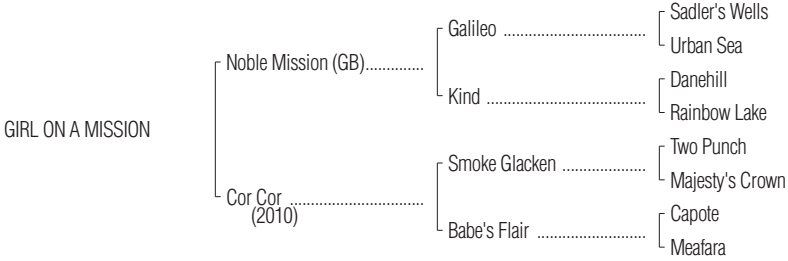 Sadler's Wells
Galileo ................................
Urban Sea
Noble Mission (GB).............
Danehill
Kind ....................................
Rainbow Lake
GIRL ON A MISSION
Two Punch
Smoke Glacken ...................
Majesty's Crown
Cor Cor ..............................
(2010)
Capote
Babe's Flair ........................
Meafara